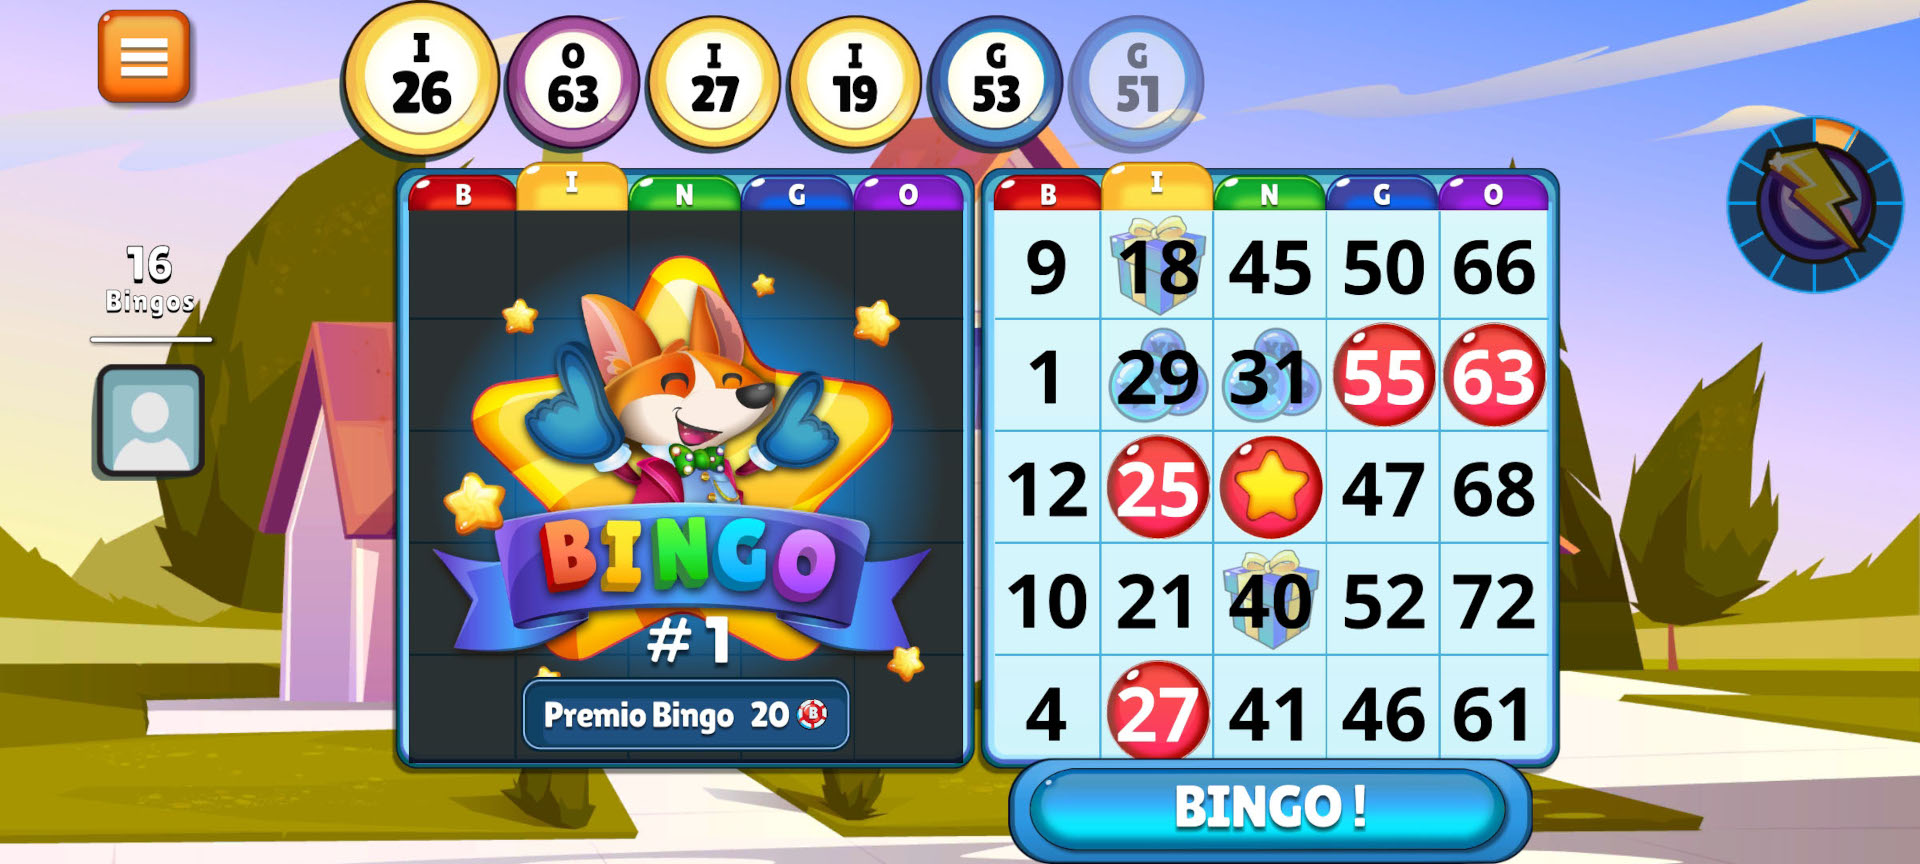 I O I I G G
26 63 27 19 53 51
16
Bingos
B I N G O
BINGO
#1
Premio Bingo 20 B
B I N G O
9 18 45 50 66
1 29 31 55 63
12 25 47 68
10 21 40 52 72
4 27 41 46 61
BINGO!